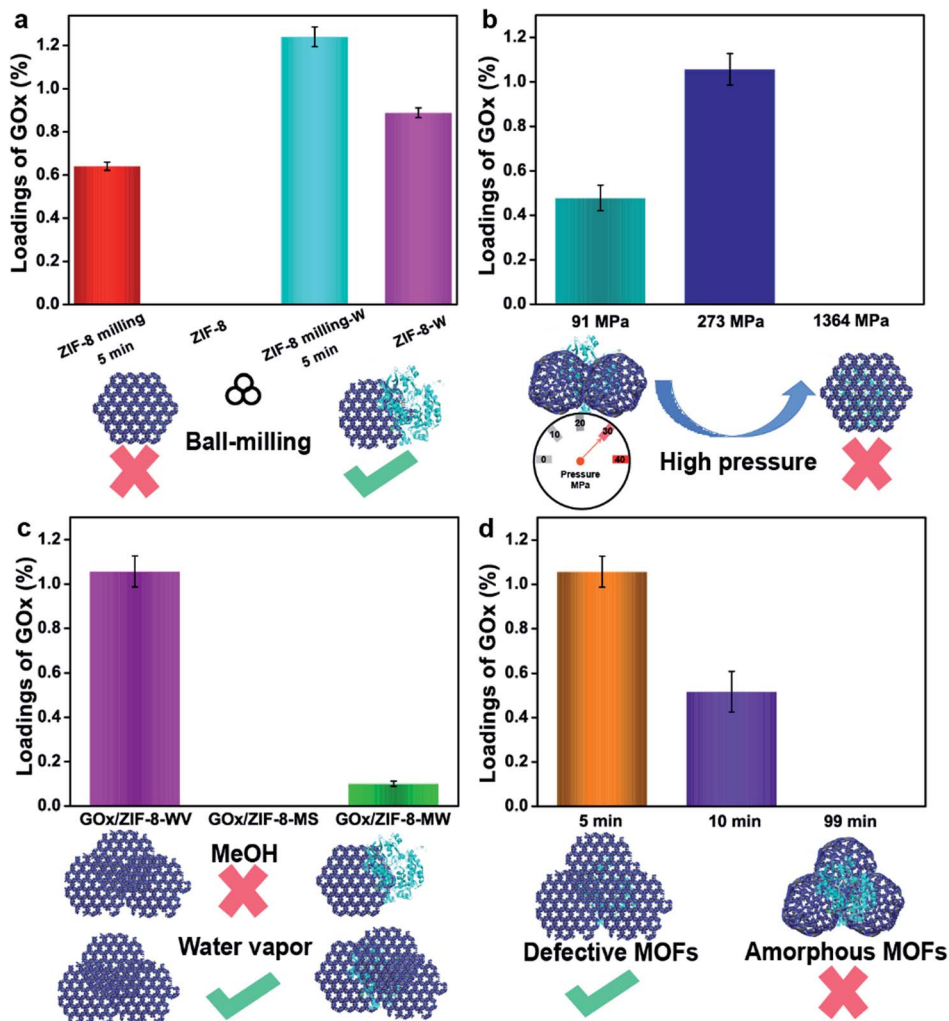 a
Loadings of GOx (%)
1.2
1.0
0.8
0.6
0.4
0.2
0.0
ZIF-8 milling
5 min
ZIF-8
ZIF-8 milling-W
5 min
ZIF-8-W
Ball-milling
b
Loadings of GOx (%)
1.2
1.0
0.8
0.6
0.4
0.2
0.0
91 MPa
273 MPa
1364 MPa
0
10
20
30
40
Pressure
MPa
High pressure
c
Loadings of GOx (%)
1.2
1.0
0.8
0.6
0.4
0.2
0.0
GOx/ZIF-8-WV
GOx/ZIF-8-MS
GOx/ZIF-8-MW
MeOH
Water vapor
d
Loadings of GOx (%)
1.2
1.0
0.8
0.6
0.4
0.2
0.0
5 min
10 min
99 min
Defective MOFs
Amorphous MOFs